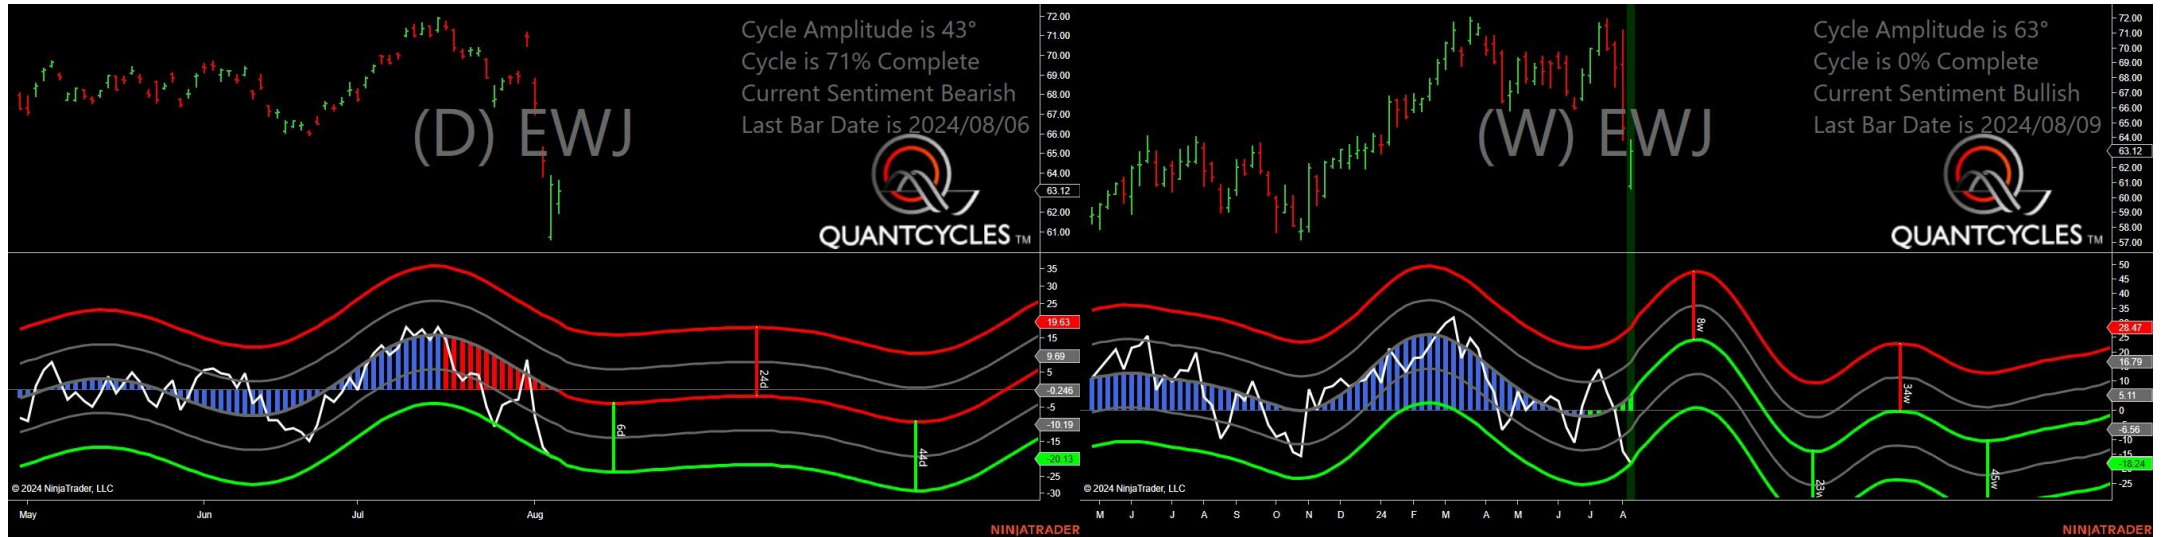 Cycle Amplitude is 43°
Cycle is 71% Complete
Current Sentiment Bearish
Last Bar Date is 2024/08/06
(D) EWJ
QUANTCYCLES TM
72.00
71.00
70.00
69.00
68.00
67.00
66.00
65.00
64.00
63.12
62.00
61.00
35
30
25
19.63
15
9.69
5
-0.246
-5
-10.19
-15
-20.13
-25
-30
6d
24d
44d
© 2024 NinjaTrader, LLC
May Jun Jul Aug
NINJATRADER
Cycle Amplitude is 63°
Cycle is 0% Complete
Current Sentiment Bullish
Last Bar Date is 2024/08/09
(W) EWJ
QUANTCYCLES TM
72.00
71.00
70.00
69.00
68.00
67.00
66.00
65.00
64.00
63.12
62.00
61.00
60.00
59.00
58.00
57.00
50
45
40
35
28.47
25
20
16.79
10
5.11
0
-6.56
-10
-15
-18.24
-25
8w
23w
34w
45w
© 2024 NinjaTrader, LLC
M J J A S O N D 24 F M A M J J A
NINJATRADER